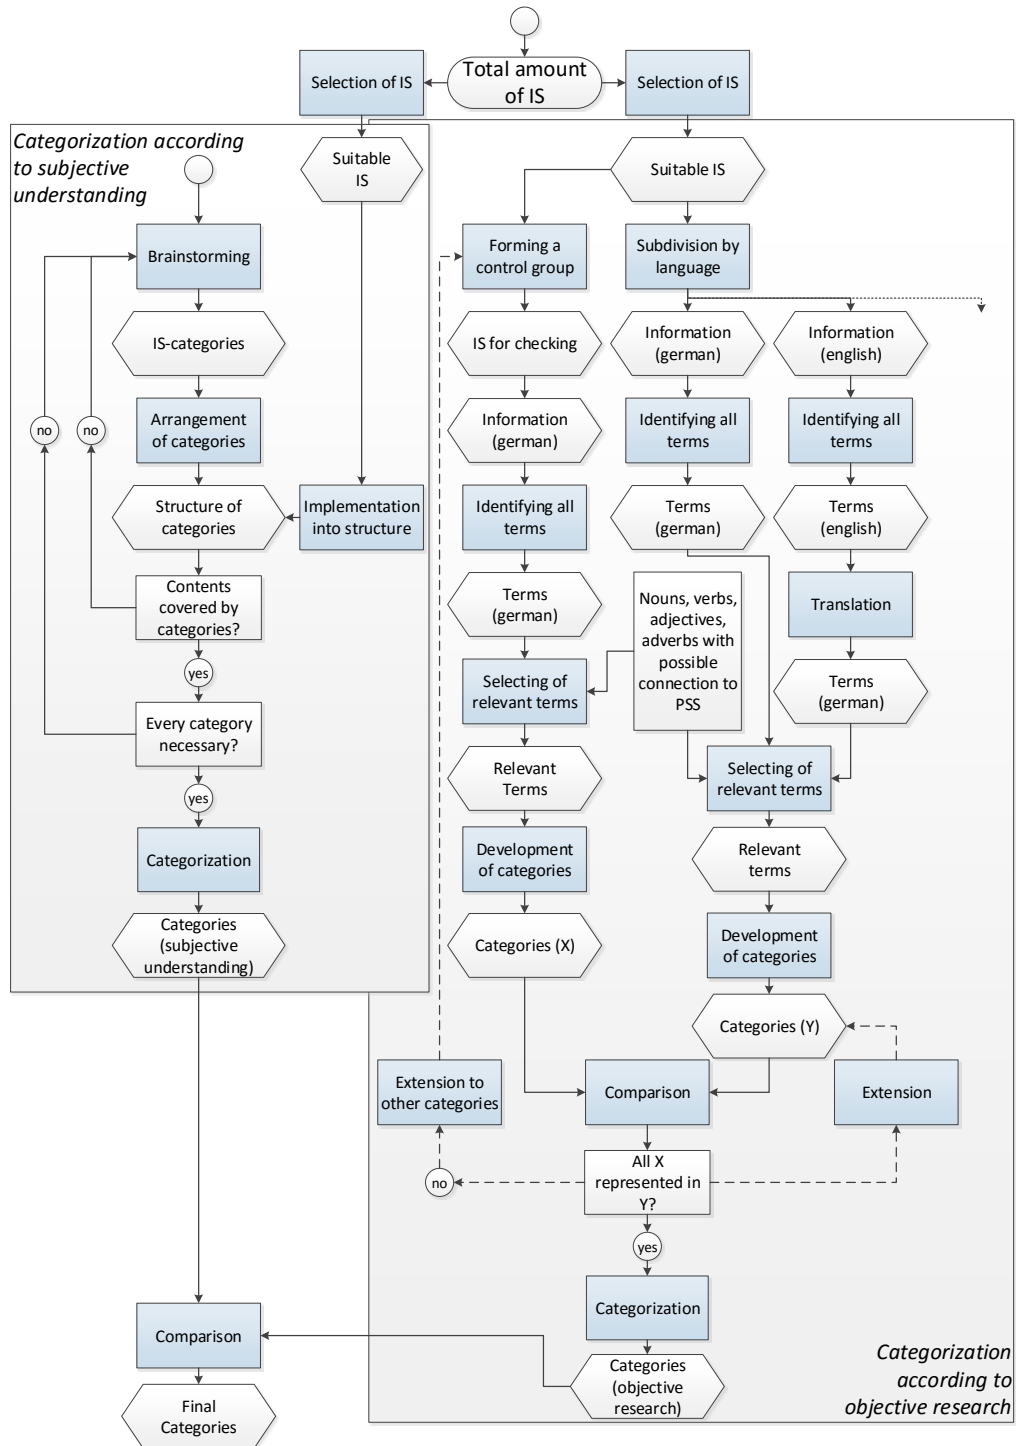 Total amount
of IS
Selection of IS
Selection of IS
Categorization according
to subjective
understanding
Suitable
IS
Brainstorming
IS-categories
Arrangement
of categories
no
no
Structure of
categories
Implementation
into structure
Contents
covered by
categories?
yes
Every category
necessary?
yes
Categorization
Categories
(subjective
understanding)
Suitable IS
Forming a
control group
Subdivision by
language
IS for checking
Information
(german)
Information
(english)
Information
(german)
Identifying all
terms
Identifying all
terms
Identifying all
terms
Terms
(german)
Terms
(english)
Terms
(german)
Nouns, verbs,
adjectives,
adverbs with
possible
connection to
PSS
Translation
Selecting of
relevant terms
Terms
(german)
Relevant
Terms
Selecting of
relevant terms
Development
of categories
Relevant
terms
Categories (X)
Development
of categories
Categories (Y)
Extension to
other categories
Comparison
Extension
no
All X
represented in
Y?
yes
Categorization
Categories
(objective
research)
Categorization
according to
objective research
Comparison
Final
Categories